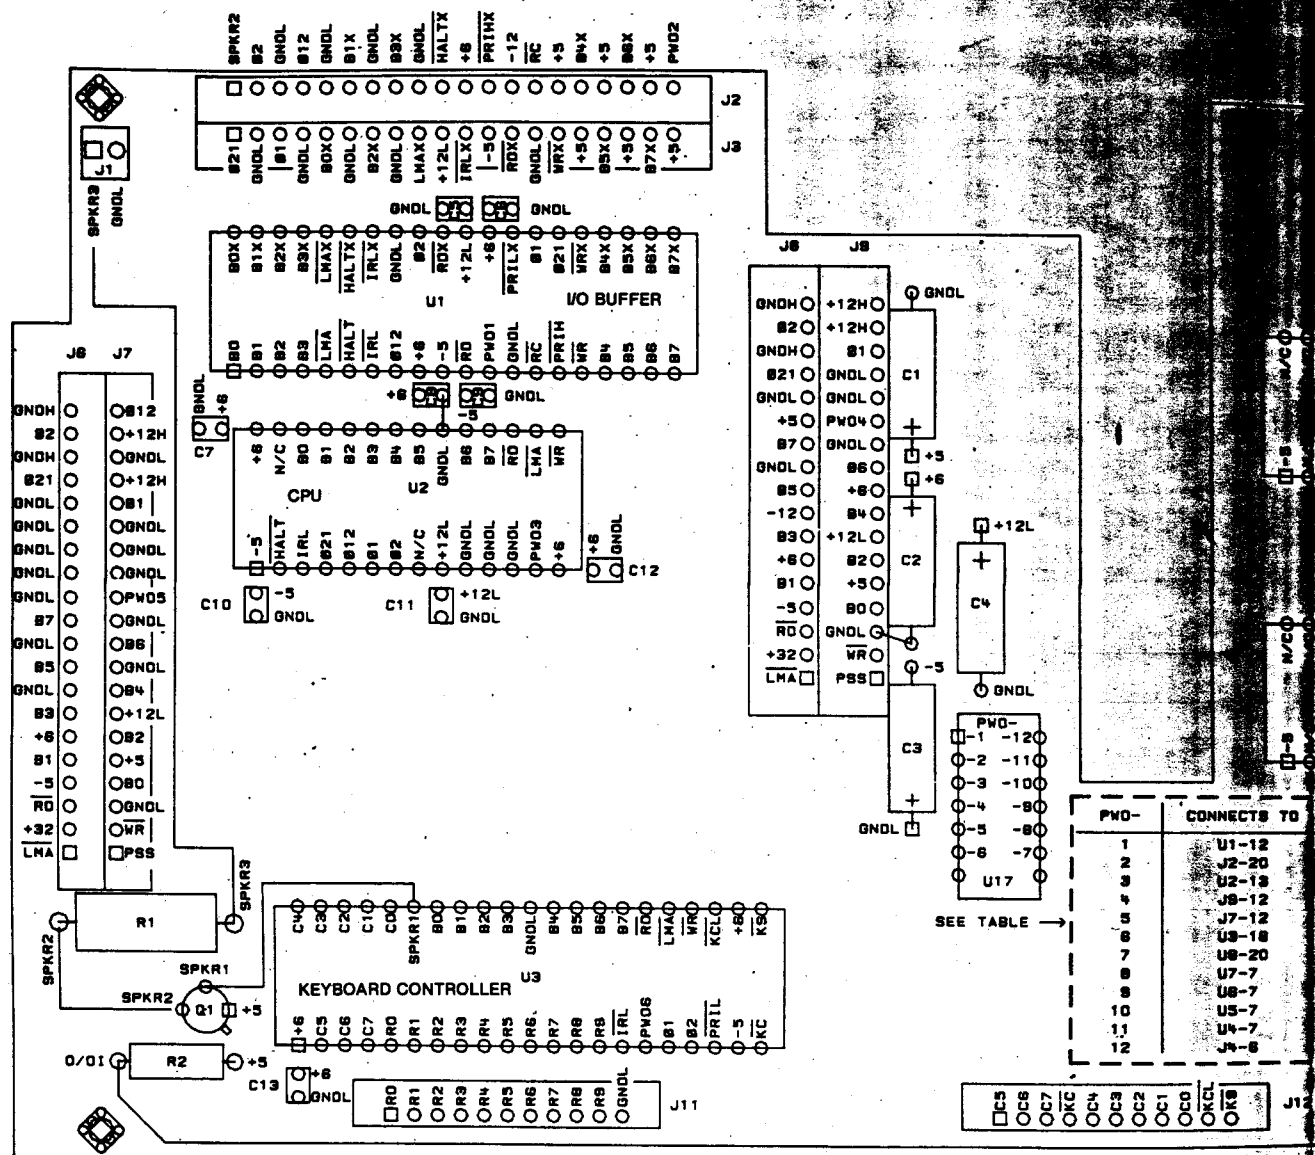 SPKR2 B2 GNDL B12 GNDL B1X GNDL B3X GNDL HALTX +6 PRIHX -12 RC +5 B4X +5 B6X +5 PWO2
J2
B21 GNDL B1 GNDL B0X GNDL B2X GNDL LMAX +12L IRLX -5 RDX GNDL WRX +5 B5X +5 B7X +5
J3
J1
SPKR3 GNDL
GNDL GNDL
B0X B1X B2X B3X LMAX HALTX IRLX GNDL B2 RDX +12L +6 PRILX B1 B21 WRX B4X B5X B6X B7X
U1 I/O BUFFER
B0 B1 B2 B3 LMA HALT IRL B12 +6 -5 RD PWO1 GNDL RC PRIH WR B4 B5 B6 B7
+6 -5 GNDL
GNDL +6
C7
+6 N/C B0 B1 B2 B3 B4 B5 GNDL B6 B7 RD LMA WR
CPU U2
-5 HALT IRL B21 B12 B1 B2 N/C +12L GNDL GNDL GNDL PWO3 +6
C10 -5 GNDL
C11 +12L GNDL
+6 GNDL C12
J6 J7
GNDH B12
B2 +12H
GNDH GNDL
B21 +12H
GNDL B1
GNDL GNDL
GNDL GNDL
GNDL GNDL
GNDL PWO5
B7 GNDL
GNDL B6
B5 GNDL
GNDL B4
B3 +12L
+6 B2
B1 +5
-5 B0
RD GNDL
+32 WR
LMA PSS
J8 J9
GNDH +12H
B2 +12H
GNDH B1
B21 GNDL
GNDL GNDL
+5 PWO4
B7 GNDL
GNDL B6
B5 +6
-12 B4
B3 +12L
+6 B2
B1 +5
-5 B0
RD GNDL
+32 WR
LMA PSS
GNDL
C1
+
+5
+6
+
C2
-5
C3
+
GNDL
+12L
+
C4
GNDL
PWO-
-1 -12
-2 -11
-3 -10
-4 -9
-5 -8
-6 -7
U17
SEE TABLE
PWO- CONNECTS TO
1 U1-12
2 J2-20
3 U2-13
4 J9-12
5 J7-12
6 U3-16
7 U8-20
8 U7-7
9 U6-7
10 U5-7
11 U4-7
12 J4-6
-5 N/C
-5 N/C
R1
SPKR2 SPKR3
SPKR1
SPKR2 Q1 +5
O/OI R2 +5
C4 C3 C2 C1 C0 SPKR1 B0 B1 B2 B3 GNDL B4 B5 B6 B7 RD LMA WR KCL +6 KS
U3
KEYBOARD CONTROLLER
+6 C5 C6 C7 R0 R1 R2 R3 R4 R5 R6 R7 R8 R9 IRL PWO6 B1 B2 PRIL -5 KC
C13 +6 GNDL
R0 R1 R2 R3 R4 R5 R6 R7 R8 R9 GNDL
J11
C5 C6 C7 KC C4 C3 C2 C1 C0 KCL KS